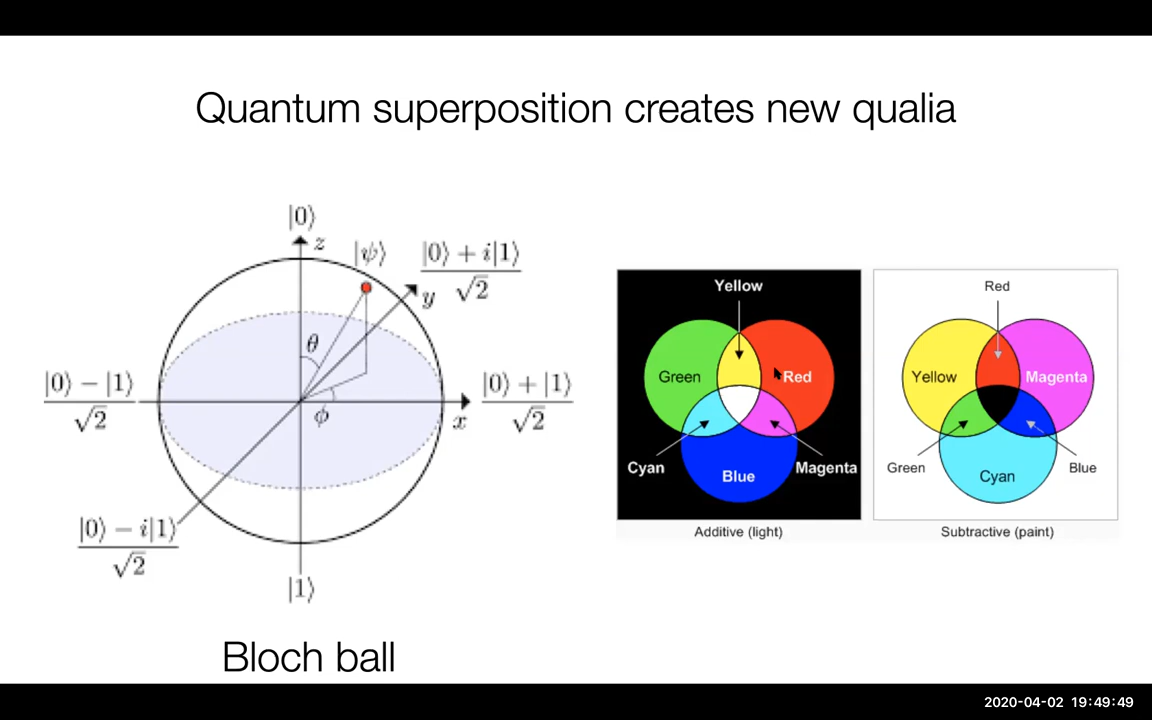 Quantum superposition creates new qualia
|0⟩
z
|ψ⟩
|0⟩ + i|1⟩
√2
y
θ
|0⟩ − |1⟩
√2
ϕ
x
|0⟩ + |1⟩
√2
|0⟩ − i|1⟩
√2
|1⟩
Bloch ball
Yellow
Green
Red
Cyan
Blue
Magenta
Additive (light)
Red
Yellow
Magenta
Green
Cyan
Blue
Subtractive (paint)
2020-04-02 19:49:49